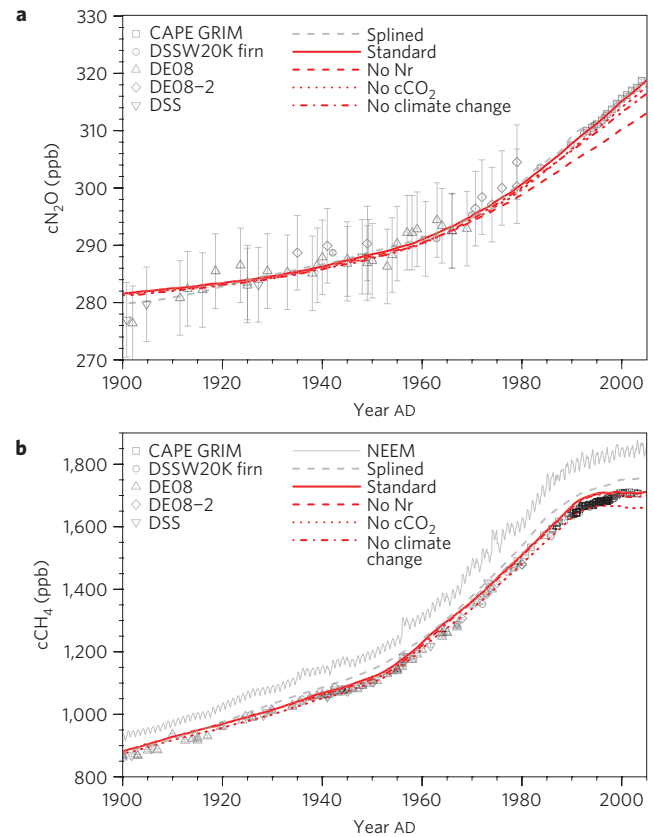 a
CAPE GRIM
DSSW20K firn
DE08
DE08–2
DSS
Splined
Standard
No Nr
No cCO₂
No climate change
330
320
310
300
290
280
270
cN₂O (ppb)
1900
1920
1940
1960
1980
2000
Year AD
b
CAPE GRIM
DSSW20K firn
DE08
DE08–2
DSS
NEEM
Splined
Standard
No Nr
No cCO₂
No climate
change
1,800
1,600
1,400
1,200
1,000
800
cCH₄ (ppb)
1900
1920
1940
1960
1980
2000
Year AD